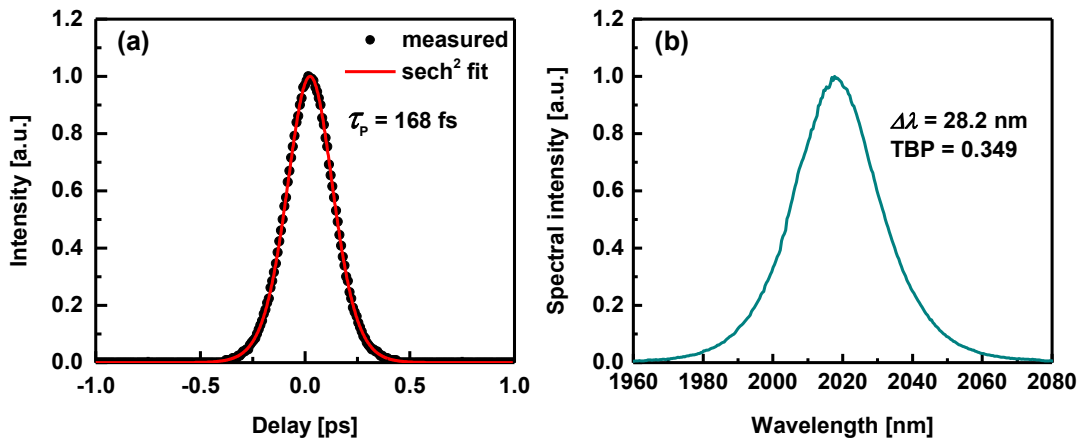 (a)
measured
sech² fit
τP = 168 fs
Intensity [a.u.]
1.2
1.0
0.8
0.6
0.4
0.2
0.0
-1.0 -0.5 0.0 0.5 1.0
Delay [ps]
(b)
Δλ = 28.2 nm
TBP = 0.349
Spectral intensity [a.u.]
1.2
1.0
0.8
0.6
0.4
0.2
0.0
1960 1980 2000 2020 2040 2060 2080
Wavelength [nm]